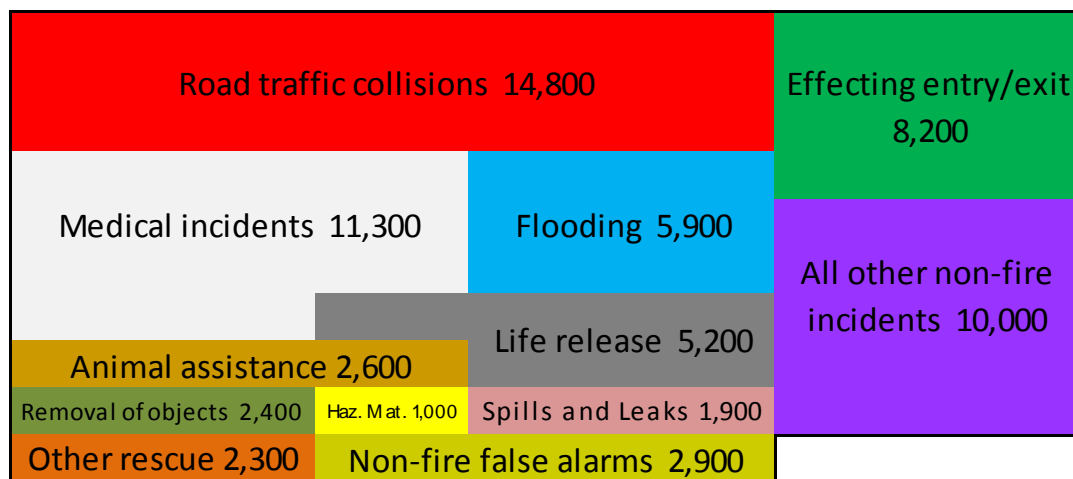 Road traffic collisions 14,800
Effecting entry/exit
8,200
Medical incidents 11,300
Flooding 5,900
All other non-fire
incidents 10,000
Life release 5,200
Animal assistance 2,600
Removal of objects 2,400
Haz. Mat. 1,000
Spills and Leaks 1,900
Other rescue 2,300
Non-fire false alarms 2,900